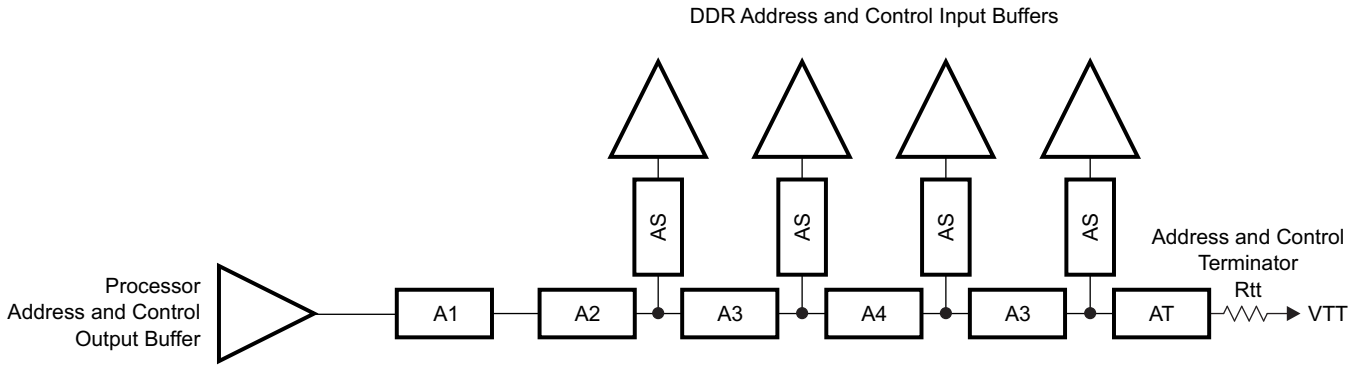 DDR Address and Control Input Buffers
AS
AS
AS
AS
Address and Control
Terminator
Rtt
Processor
Address and Control
Output Buffer
A1
A2
A3
A4
A3
AT
VTT